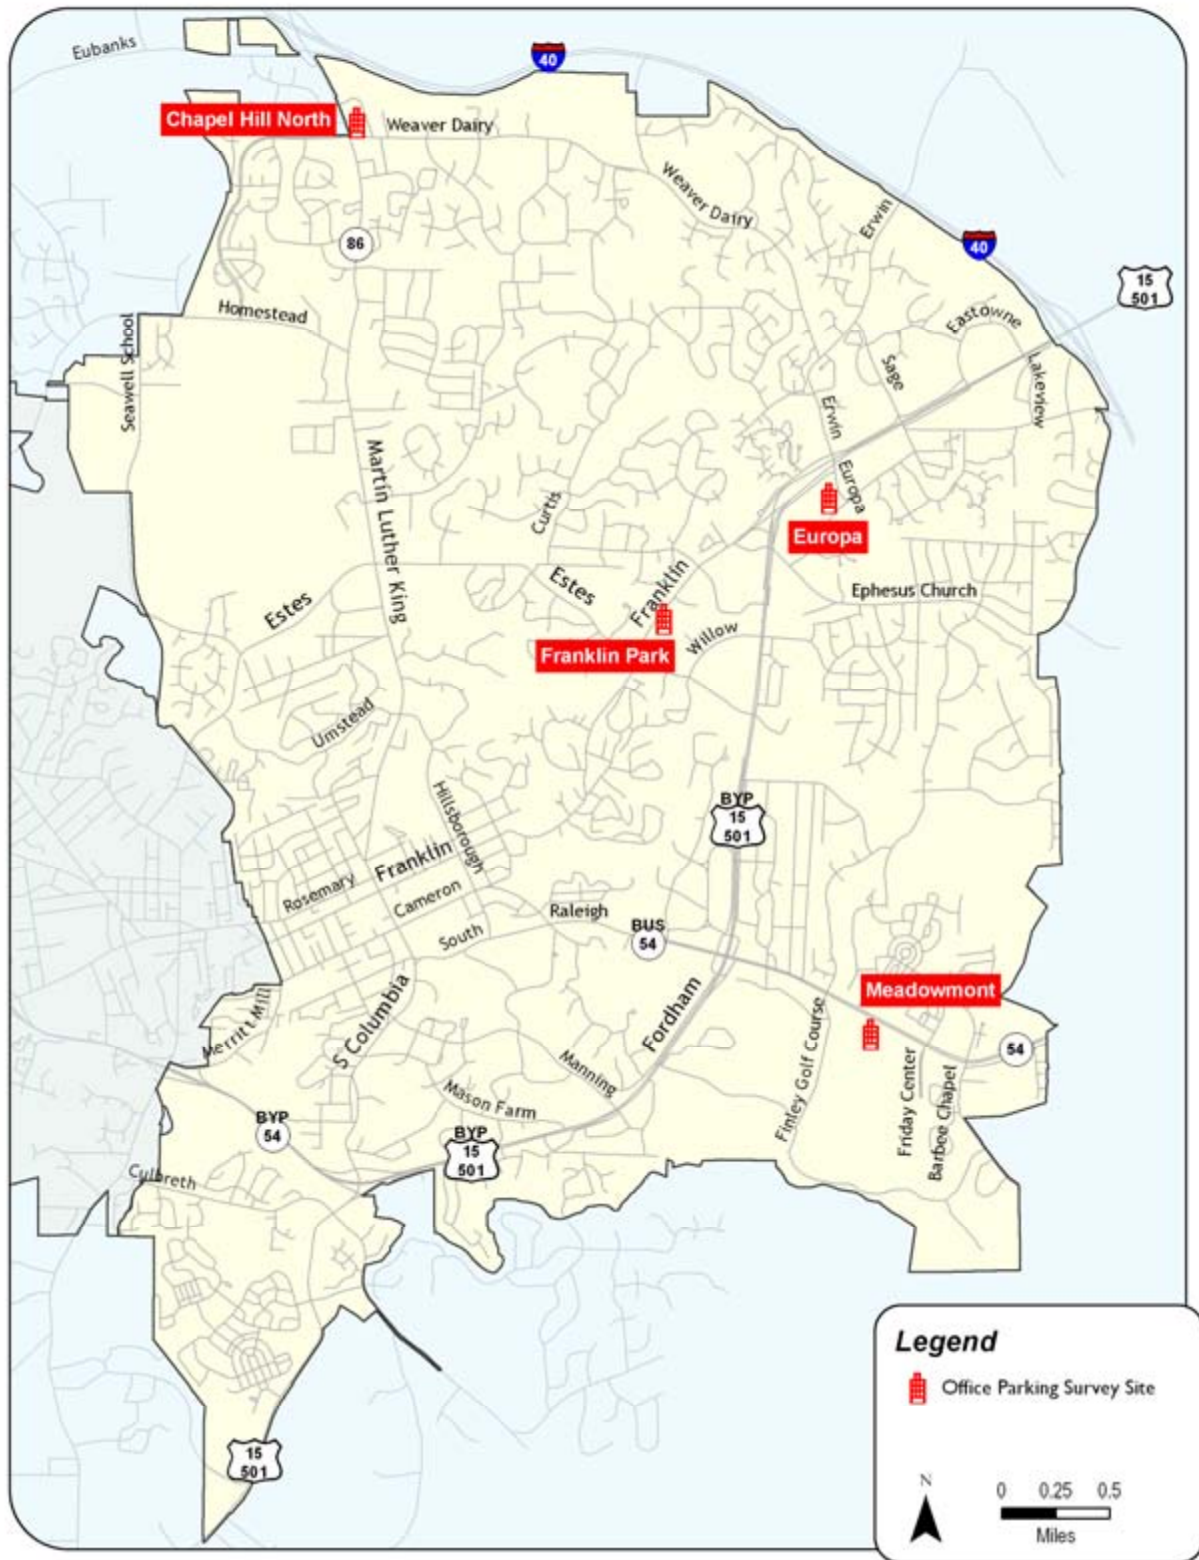 Eubanks
40
Chapel Hill North
Weaver Dairy
Weaver Dairy
Erwin
86
40
15
501
Homestead
Eastowne
Seawell School
Sage
Lakeview
Erwin
Martin Luther King
Europa
Curtis
Europa
Estes
Estes
Franklin
Ephesus Church
Willow
Franklin Park
Umstead
Hillsborough
BYP
15
501
Franklin
Rosemary
Cameron
Raleigh
South
BUS
54
Meadowmont
Merritt Mill
S Columbia
Fordham
Finley Golf Course
54
Manning
Mason Farm
Friday Center
Barbee Chapel
BYP
54
BYP
15
501
Culbreth
15
501
Legend
Office Parking Survey Site
N
0 0.25 0.5
Miles